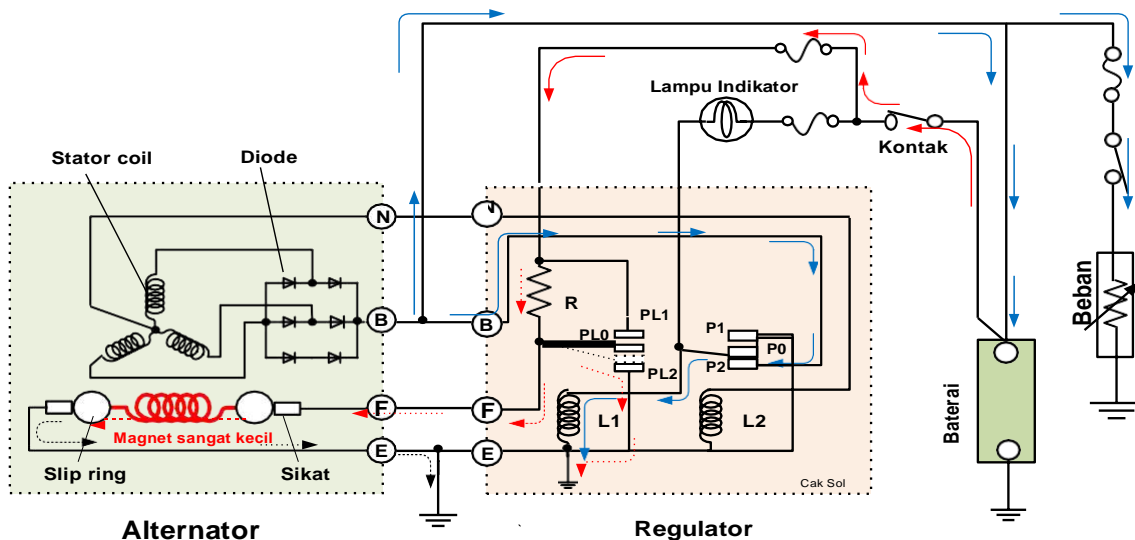 Lampu Indikator
Kontak
Stator coil
Diode
N
B
B
R
PL1
PL0
PL2
P1
P0
P2
Beban
Baterai
F
F
L1
L2
Magnet sangat kecil
E
E
Slip ring
Sikat
Cak Sol
Alternator
Regulator